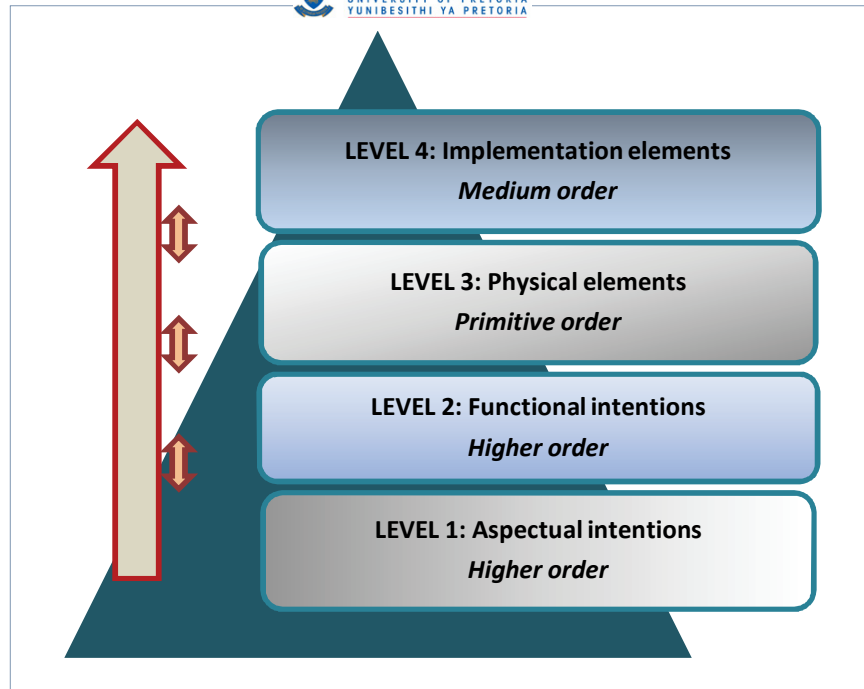 YUNIBESITHI YA PRETORIA
LEVEL 4: Implementation elements
Medium order
LEVEL 3: Physical elements
Primitive order
LEVEL 2: Functional intentions
Higher order
LEVEL 1: Aspectual intentions
Higher order